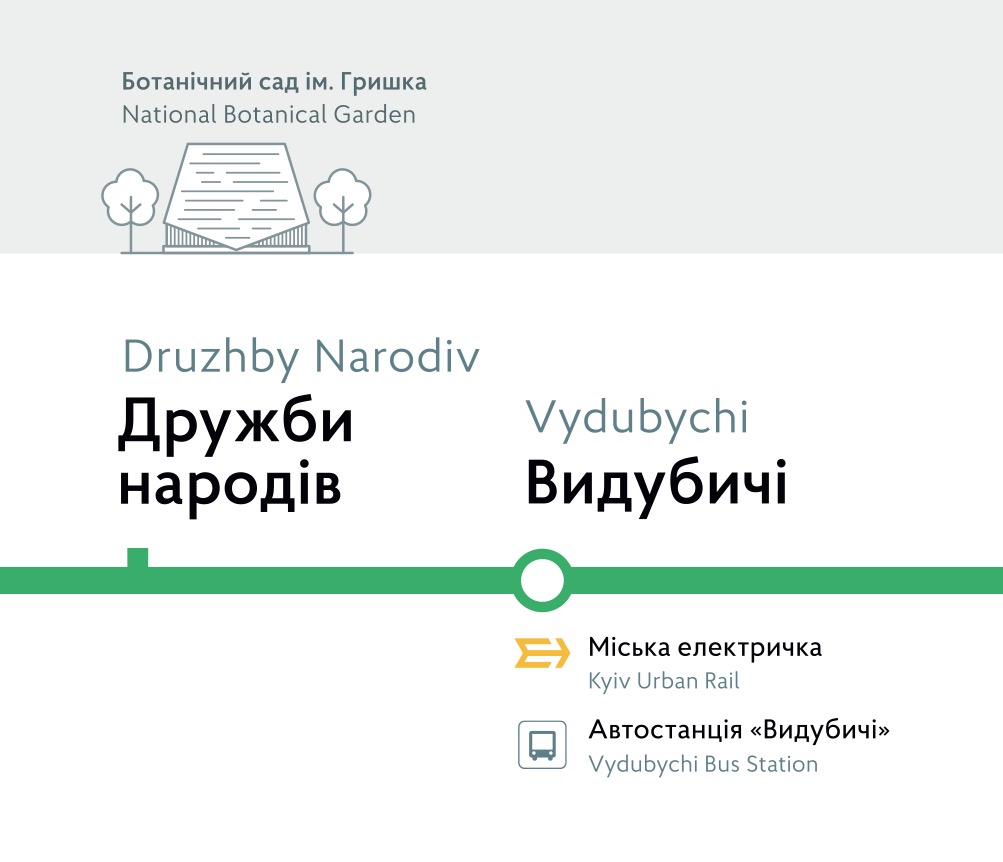 Ботанічний сад ім. Гришка
National Botanical Garden
Druzhby Narodiv
Дружби
народів
Vydubychi
Видубичі
Міська електричка
Kyiv Urban Rail
Автостанція «Видубичі»
Vydubychi Bus Station